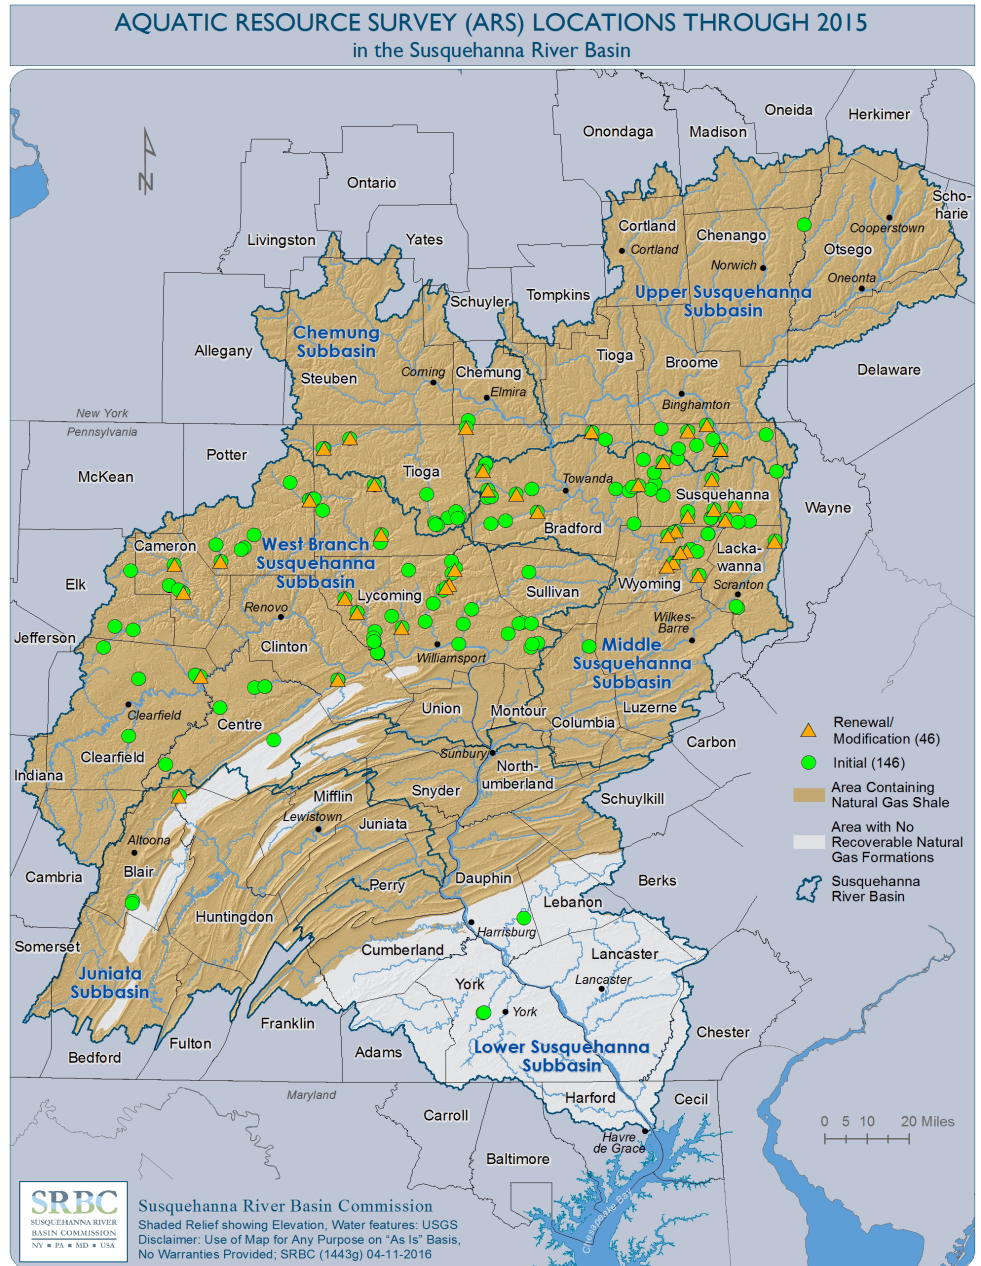 AQUATIC RESOURCE SURVEY (ARS) LOCATIONS THROUGH 2015
in the Susquehanna River Basin
Oneida
Herkimer
Onondaga
Madison
Ontario
Scho-
harie
Cortland
Chenango
Cooperstown
Livingston
Yates
Cortland
Otsego
Norwich
Oneonta
Schuyler
Tompkins
Upper Susquehanna
Subbasin
Chemung
Subbasin
Allegany
Tioga
Broome
Delaware
Steuben
Corning
Chemung
Elmira
Binghamton
New York
Pennsylvania
Potter
McKean
Tioga
Towanda
Susquehanna
Wayne
Bradford
Cameron
West Branch
Susquehanna
Subbasin
Lacka-
wanna
Elk
Lycoming
Sullivan
Wyoming
Scranton
Renovo
Wilkes-
Barre
Jefferson
Clinton
Williamsport
Middle
Susquehanna
Subbasin
Clearfield
Centre
Union
Montour
Columbia
Luzerne
Clearfield
Sunbury
North-
umberland
Carbon
Indiana
Snyder
Mifflin
Schuylkill
Lewistown
Juniata
Altoona
Blair
Cambria
Perry
Dauphin
Berks
Huntingdon
Lebanon
Harrisburg
Somerset
Cumberland
Lancaster
Juniata
Subbasin
York
Lancaster
York
Franklin
Chester
Fulton
Bedford
Adams
Lower Susquehanna
Subbasin
Maryland
Harford
Cecil
Carroll
Havre
de Grace
Baltimore
Chesapeake Bay
N
Renewal/
Modification (46)
Initial (146)
Area Containing
Natural Gas Shale
Area with No
Recoverable Natural
Gas Formations
Susquehanna
River Basin
0 5 10 20 Miles
SRBC
SUSQUEHANNA RIVER
BASIN COMMISSION
NY ▪ PA ▪ MD ▪ USA
Susquehanna River Basin Commission
Shaded Relief showing Elevation, Water features: USGS
Disclaimer: Use of Map for Any Purpose on "As Is" Basis,
No Warranties Provided; SRBC (1443g) 04-11-2016